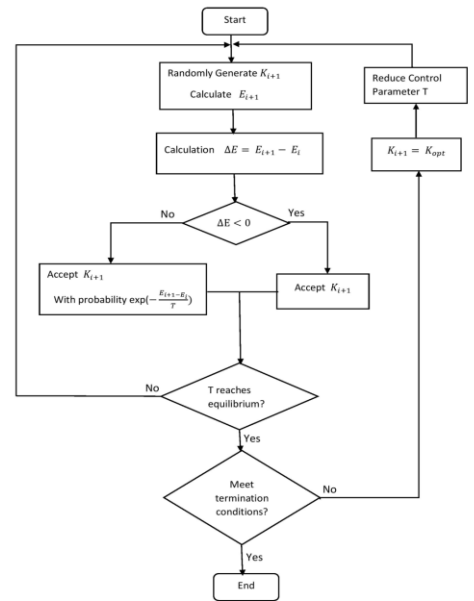 Start
Randomly Generate K_{i+1}
Calculate E_{i+1}
Reduce Control
Parameter T
Calculation ΔE = E_{i+1} − E_i
K_{i+1} = K_{opt}
No
Yes
ΔE < 0
Accept K_{i+1}
With probability exp(−\frac{E_{i+1−E_i}}{T})
Accept K_{i+1}
No
T reaches
equilibrium?
Yes
Meet
termination
conditions?
No
Yes
End